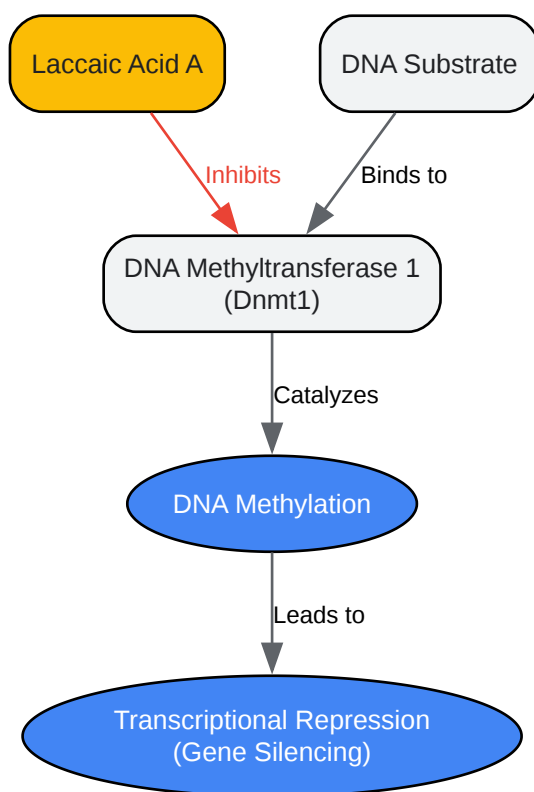 Laccaic Acid A
DNA Substrate
Inhibits
Binds to
DNA Methyltransferase 1
(Dnmt1)
Catalyzes
DNA Methylation
Leads to
Transcriptional Repression
(Gene Silencing)